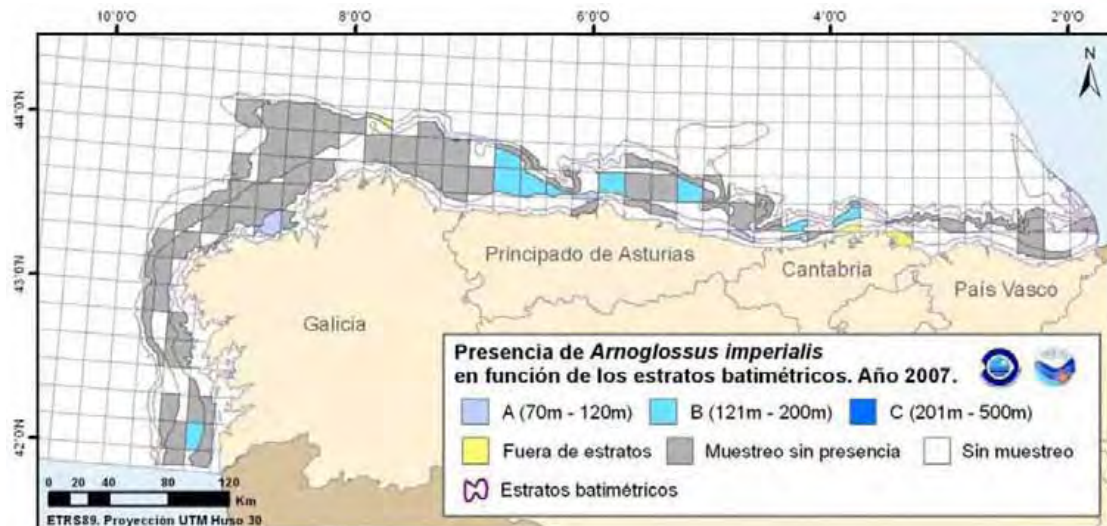 10°0'O 8°0'O 6°0'O 4°0'O 2°0'O
N
44°0'N
43°0'N
42°0'N
Principado de Asturias
Cantabria
País Vasco
Galicia
Presencia de Arnoglossus imperialis
en función de los estratos batimétricos. Año 2007.
A (70m - 120m) B (121m - 200m) C (201m - 500m)
Fuera de estratos Muestreo sin presencia Sin muestreo
Estratos batimétricos
0 20 40 80 120
Km
ETRS89. Proyección UTM Huso 30